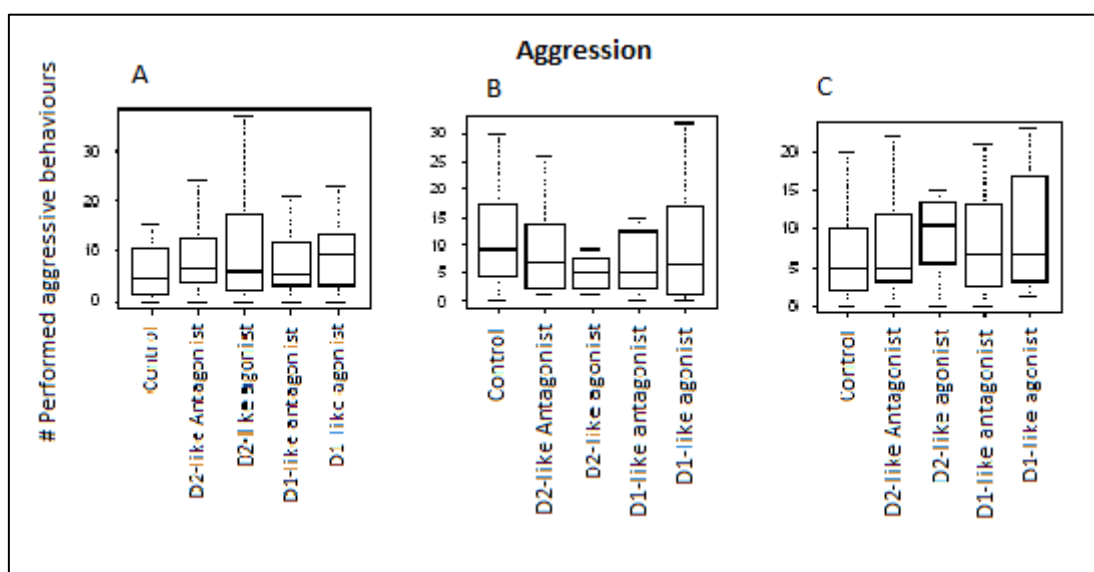 Aggression
# Performed aggressive behaviours
A
30
20
10
0
Control
D2-like Antagonist
D2-like agonist
D1-like antagonist
D1 like agonist
B
30
25
20
15
10
5
0
Control
D2-like Antagonist
D2-like agonist
D1-like antagonist
D1-like agonist
C
20
15
10
5
0
Control
D2-like Antagonist
D2-like agonist
D1-like antagonist
D1-like agonist